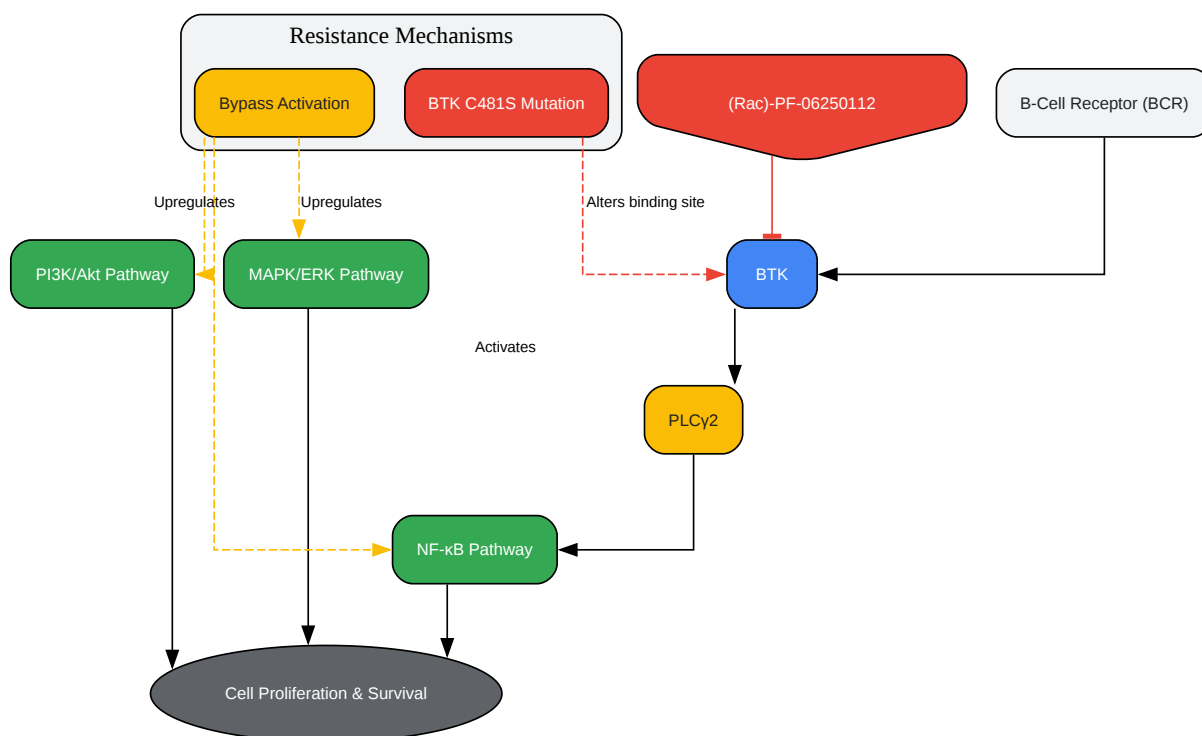 Resistance Mechanisms
Bypass Activation
BTK C481S Mutation
(Rac)-PF-06250112
B-Cell Receptor (BCR)
Upregulates
Upregulates
Alters binding site
PI3K/Akt Pathway
MAPK/ERK Pathway
BTK
Activates
PLCγ2
NF-κB Pathway
Cell Proliferation & Survival